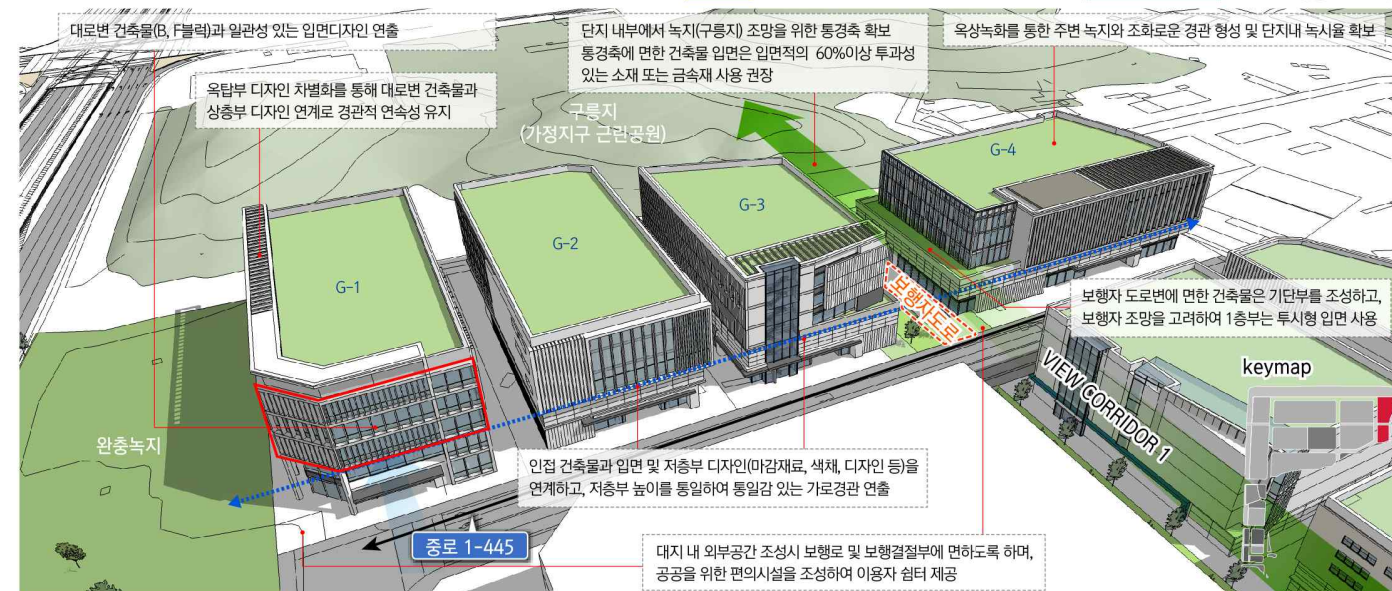 대로변 건축물(B, F블럭)과 일관성 있는 입면디자인 연출
단지 내부에서 녹지(구릉지) 조망을 위한 통경축 확보
통경축에 면한 건축물 입면은 입면적의 60%이상 투과성
있는 소재 또는 금속재 사용 권장
옥상녹화를 통한 주변 녹지와 조화로운 경관 형성 및 단지내 녹시율 확보
옥탑부 디자인 차별화를 통해 대로변 건축물과
상층부 디자인 연계로 경관적 연속성 유지
구릉지
(가정지구 근린공원)
G-4
G-3
G-2
G-1
보행자도로
보행자 도로변에 면한 건축물은 기단부를 조성하고,
보행자 조망을 고려하여 1층부는 투시형 입면 사용
keymap
VIEW CORRIDOR 1
완충녹지
인접 건축물과 입면 및 저층부 디자인(마감재료, 색채, 디자인 등)을
연계하고, 저층부 높이를 통일하여 통일감 있는 가로경관 연출
중로 1-445
대지 내 외부공간 조성시 보행로 및 보행결절부에 면하도록 하며,
공공을 위한 편의시설을 조성하여 이용자 쉼터 제공